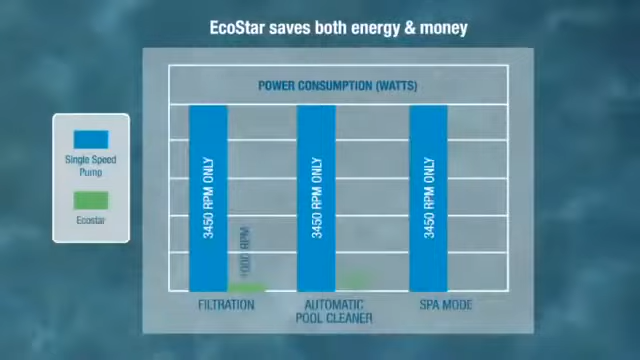 EcoStar saves both energy & money
POWER CONSUMPTION (WATTS)
Single Speed
Pump
Ecostar
3450 RPM ONLY
1000 RPM
3450 RPM ONLY
3450 RPM ONLY
FILTRATION
AUTOMATIC
POOL CLEANER
SPA MODE